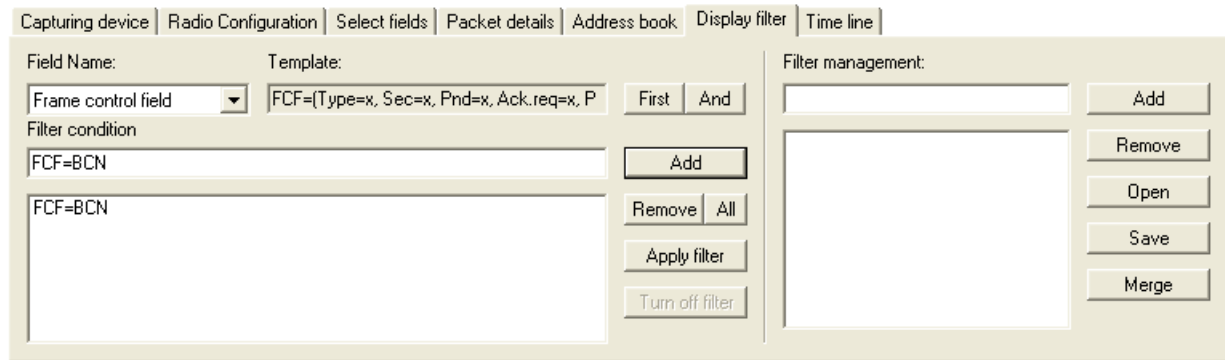 Capturing device Radio Configuration Select fields Packet details Address book Display filter Time line
Field Name: Template: Filter management:
Frame control field FCF=(Type=x, Sec=x, Pnd=x, Ack.req=x, P First And Add
Filter condition
FCF=BCN Add Remove
FCF=BCN Remove All Open
Apply filter Save
Turn off filter Merge